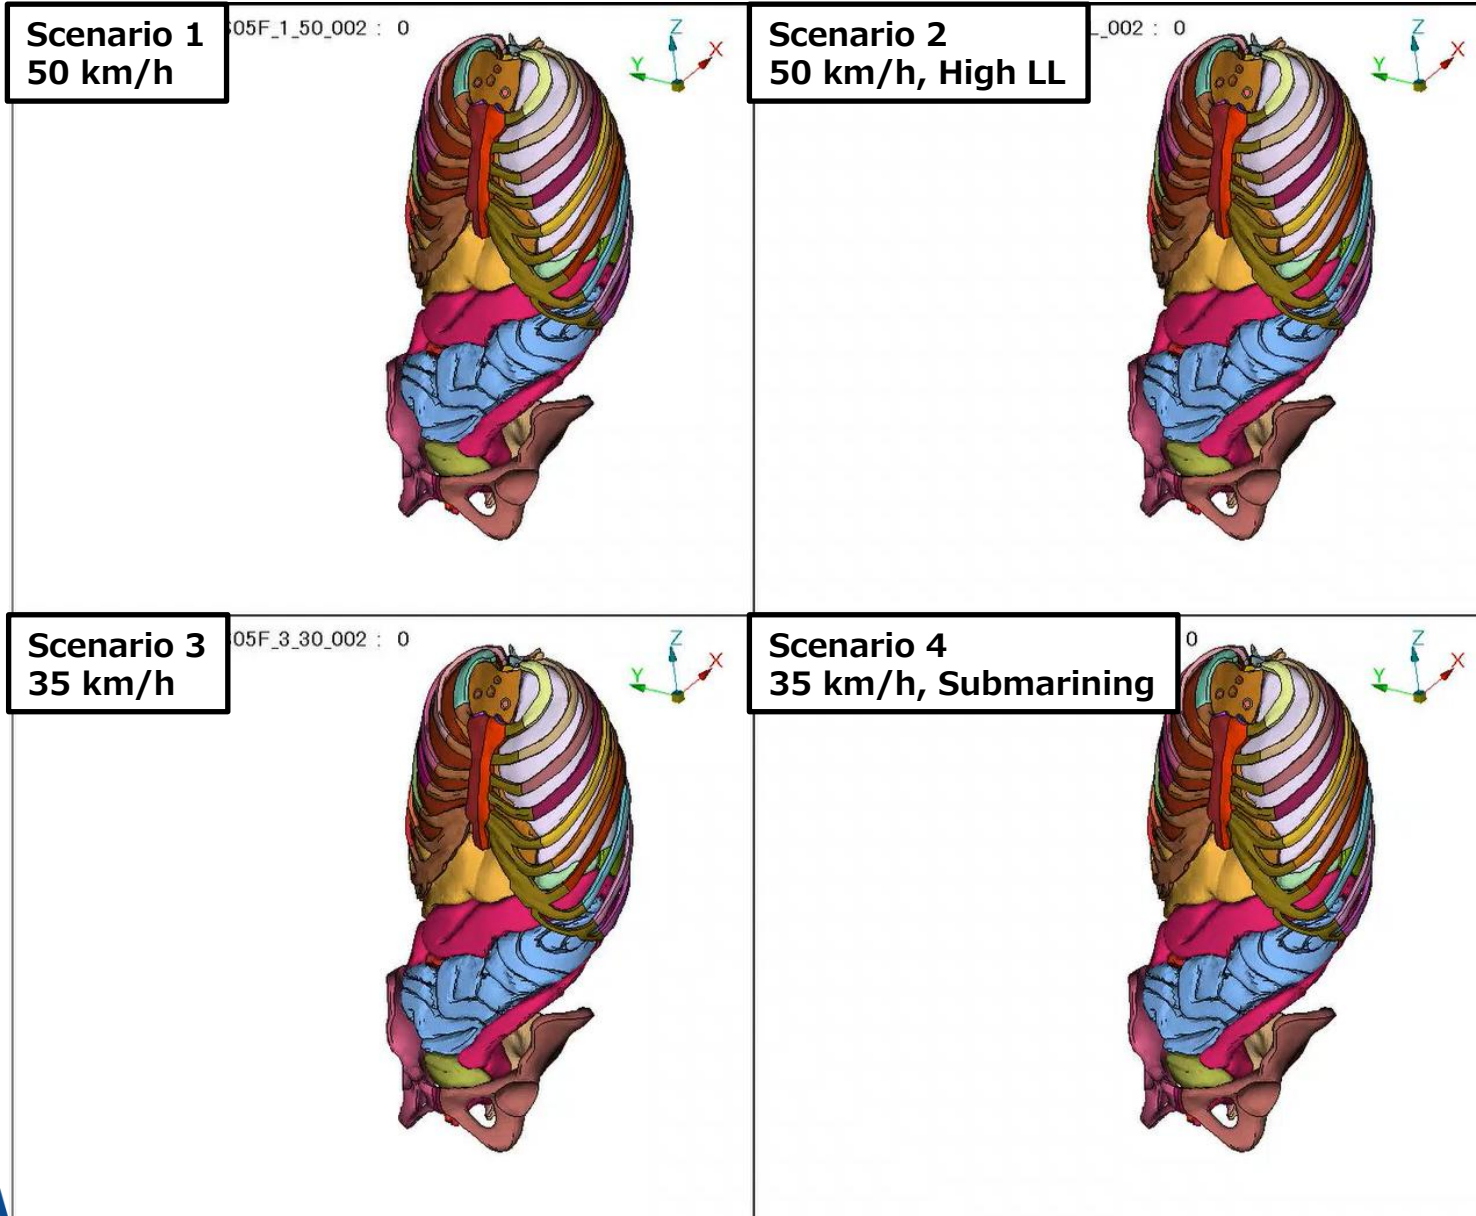 Scenario 1
50 km/h
05F_1_50_002 : 0
Z
X
Y
Scenario 2
50 km/h, High LL
L_002 : 0
Z
X
Y
Scenario 3
35 km/h
05F_3_30_002 : 0
Z
X
Y
Scenario 4
35 km/h, Submarining
0
Z
X
Y